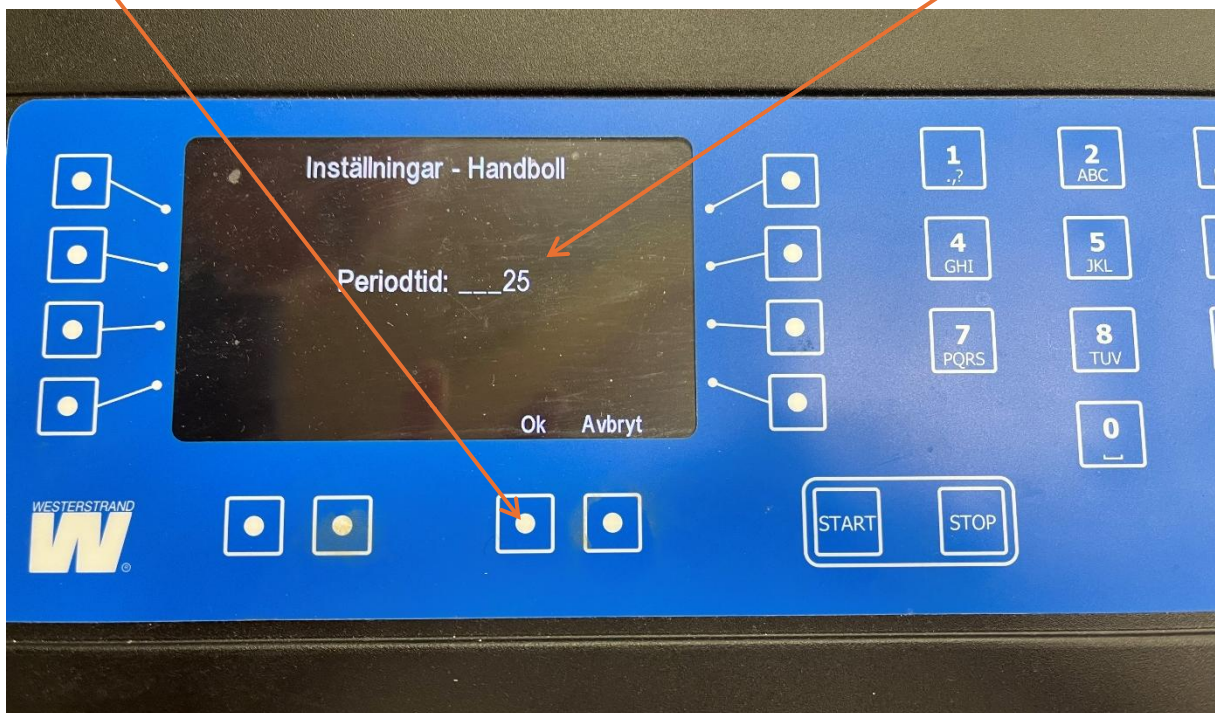 Inställningar - Handboll
Periodtid: ___25
Ok Avbryt
1
.,?
2
ABC
4
GHI
5
JKL
7
PQRS
8
TUV
0
START STOP
WESTERSTRAND
W
®